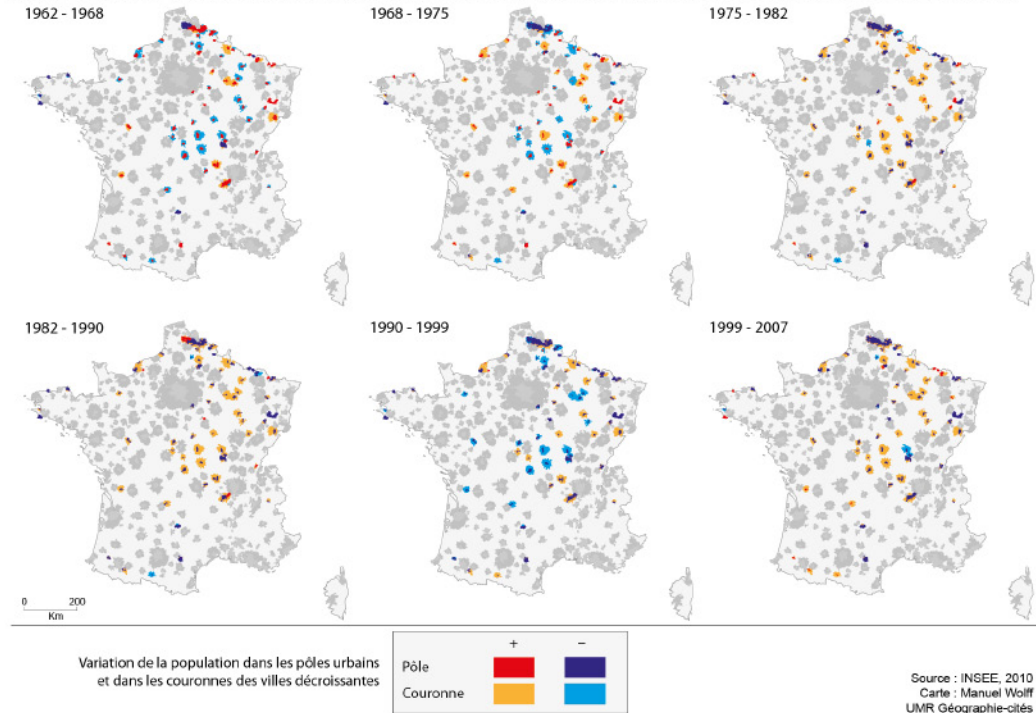 1962 - 1968
1968 - 1975
1975 - 1982
1982 - 1990
1990 - 1999
1999 - 2007
0 200
Km
Variation de la population dans les pôles urbains
et dans les couronnes des villes décroissantes
+ −
Pôle
Couronne
Source : INSEE, 2010
Carte : Manuel Wolff
UMR Géographie-cités